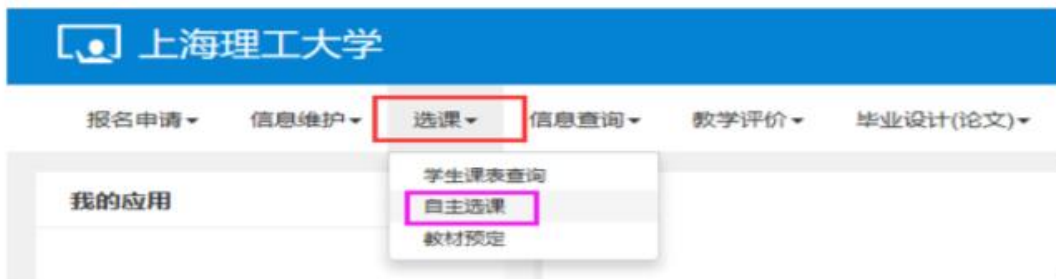 上海理工大学
报名申请 信息维护 选课 信息查询 教学评价 毕业设计(论文)
学生课表查询
我的应用 自主选课
教材预定